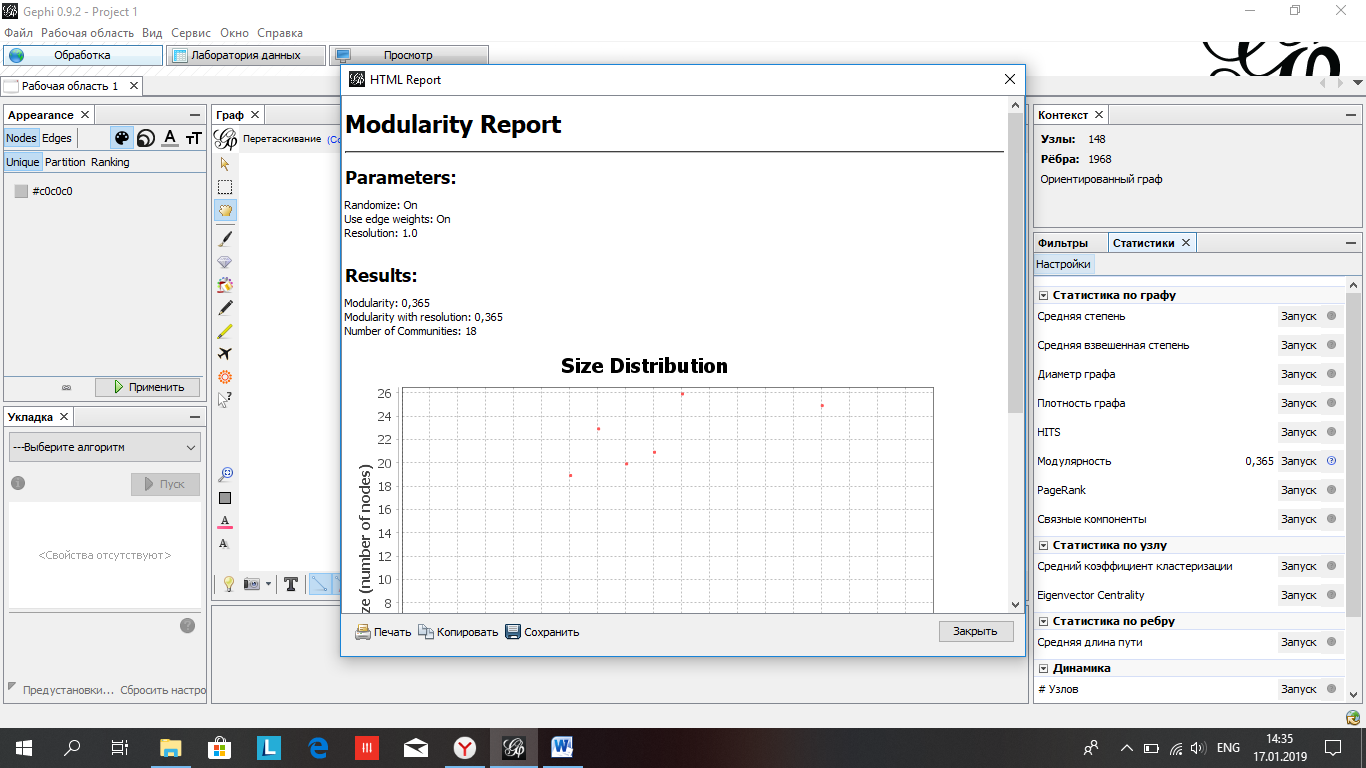 Gephi 0.9.2 - Project 1
Файл Рабочая область Вид Сервис Окно Справка
Обработка Лаборатория данных Просмотр
Рабочая область 1
Appearance
Nodes Edges
Unique Partition Ranking
#c0c0c0
Применить
Укладка
---Выберите алгоритм
Пуск
<Свойства отсутствуют>
Предустановки... Сбросить настро
Граф
Перетаскивание
HTML Report
Modularity Report
Parameters:
Randomize: On
Use edge weights: On
Resolution: 1.0
Results:
Modularity: 0,365
Modularity with resolution: 0,365
Number of Communities: 18
Size Distribution
26
24
22
20
18
16
14
12
10
8
ze (number of nodes)
Печать Копировать Сохранить Закрыть
Контекст
Узлы: 148
Рёбра: 1968
Ориентированный граф
Фильтры Статистики
Настройки
Статистика по графу
Средняя степень Запуск
Средняя взвешенная степень Запуск
Диаметр графа Запуск
Плотность графа Запуск
HITS Запуск
Модулярность 0,365 Запуск
PageRank Запуск
Связные компоненты Запуск
Статистика по узлу
Средний коэффициент кластеризации Запуск
Eigenvector Centrality Запуск
Статистика по ребру
Средняя длина пути Запуск
Динамика
# Узлов Запуск
ENG
14:35
17.01.2019